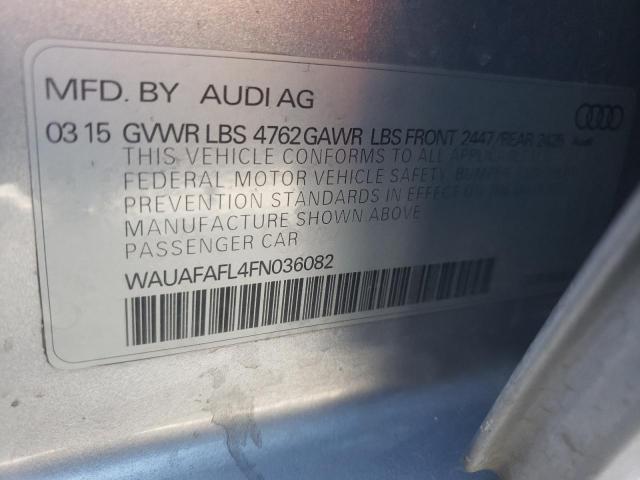 MFD. BY AUDI AG
03 15 GVWR LBS 4762 GAWR LBS FRONT 2447 /REAR
THIS VEHICLE CONFORMS TO ALL
FEDERAL MOTOR VEHICLE SAFETY,
PREVENTION STANDARDS IN EFFECT ON
MANUFACTURE SHOWN ABOVE
PASSENGER CAR
WAUAFAFL4FN036082
Audi